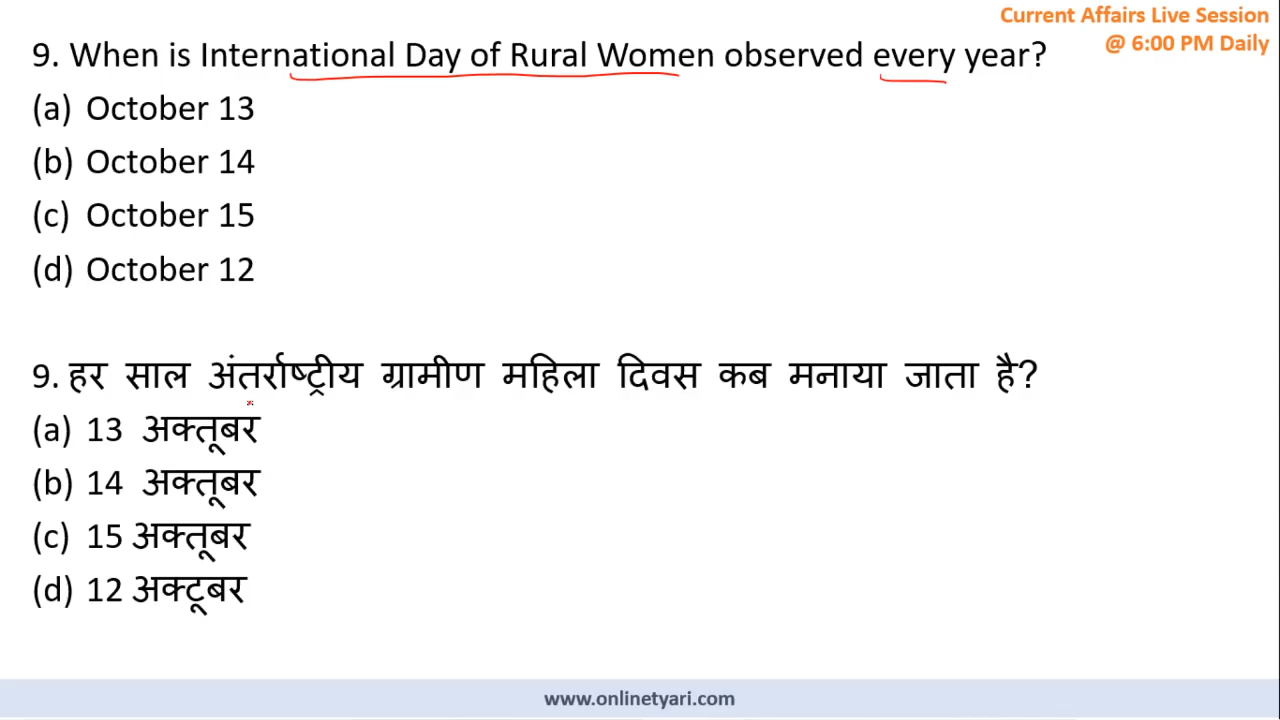 Current Affairs Live Session
@ 6:00 PM Daily
9. When is International Day of Rural Women observed every year?
(a) October 13
(b) October 14
(c) October 15
(d) October 12
9. हर साल अंतर्राष्ट्रीय ग्रामीण महिला दिवस कब मनाया जाता है?
(a) 13 अक्तूबर
(b) 14 अक्तूबर
(c) 15 अक्तूबर
(d) 12 अक्टूबर
www.onlinetyari.com